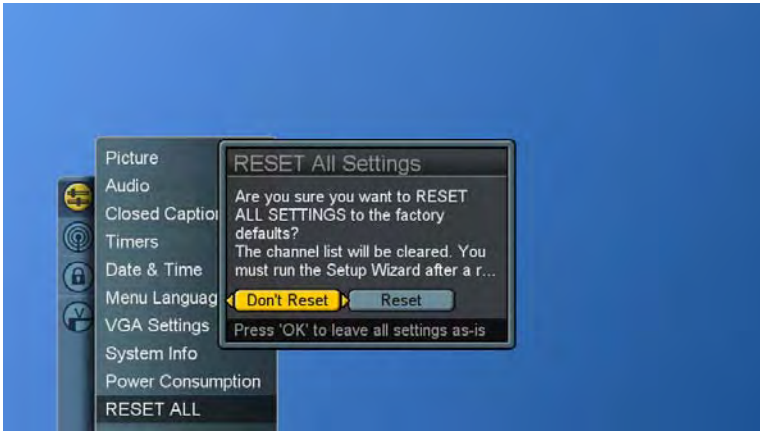 Picture
Audio
Closed Caption
Timers
Date & Time
Menu Languag
VGA Settings
System Info
Power Consumption
RESET ALL
RESET All Settings
Are you sure you want to RESET
ALL SETTINGS to the factory
defaults?
The channel list will be cleared. You
must run the Setup Wizard after a r...
Don't Reset
Reset
Press 'OK' to leave all settings as-is